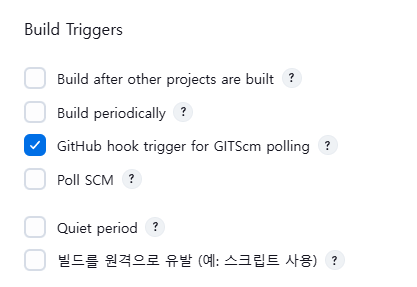 Build Triggers
Build after other projects are built ?
Build periodically ?
GitHub hook trigger for GITScm polling ?
Poll SCM ?
Quiet period ?
빌드를 원격으로 유발 (예: 스크립트 사용) ?